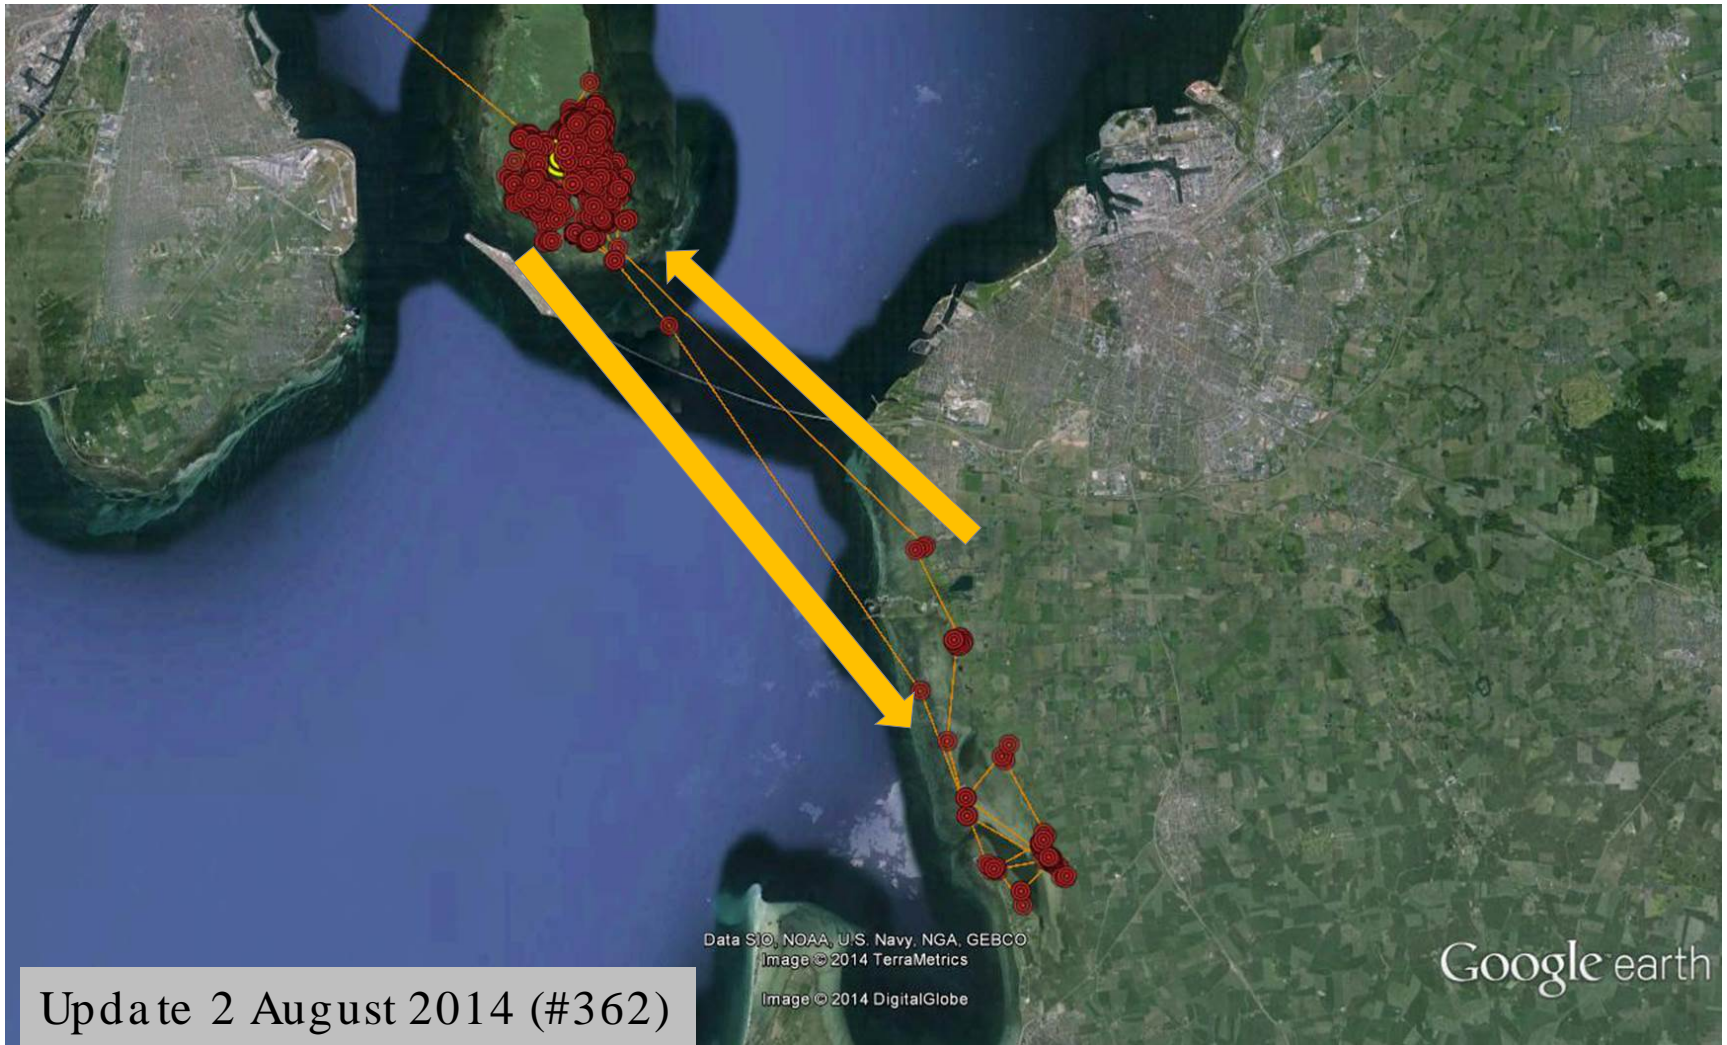 Data SIO, NOAA, U.S. Navy, NGA, GEBCO
Image © 2014 TerraMetrics
Image © 2014 DigitalGlobe
Google earth
Update 2 August 2014 (#362)